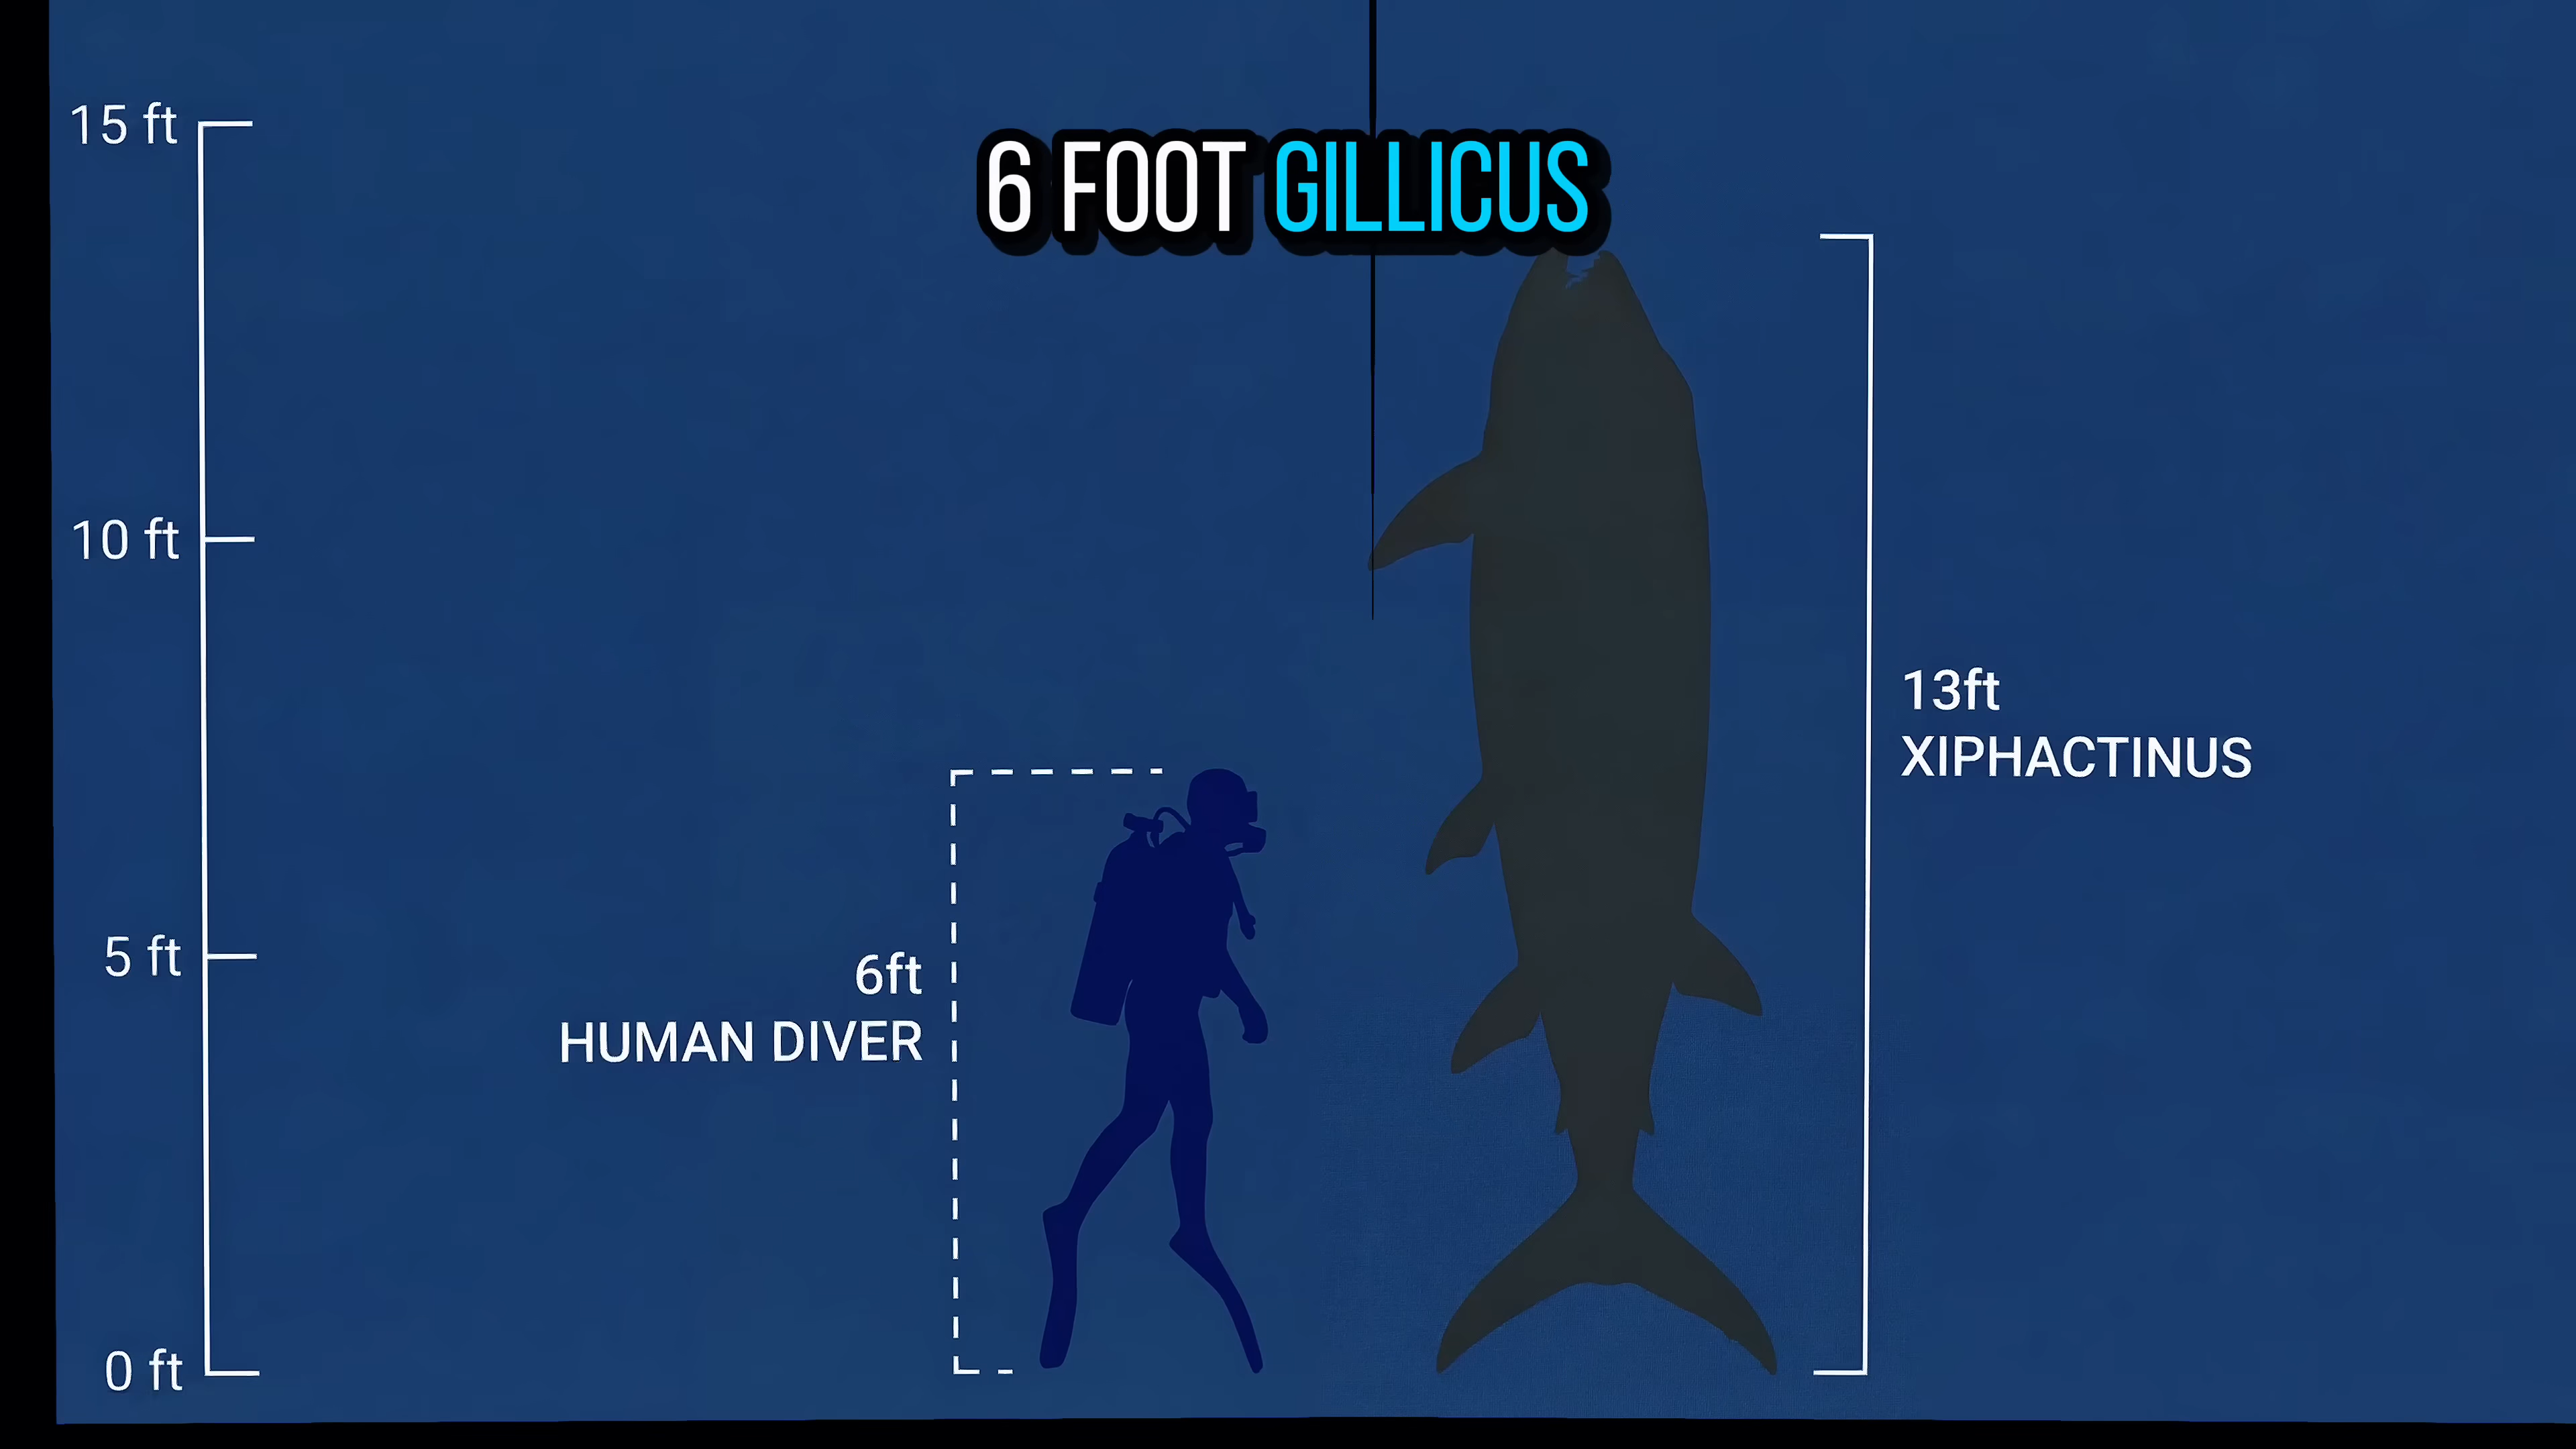 6 FOOT GILLICUS
15 ft
10 ft
5 ft
0 ft
6ft
HUMAN DIVER
13ft
XIPHACTINUS